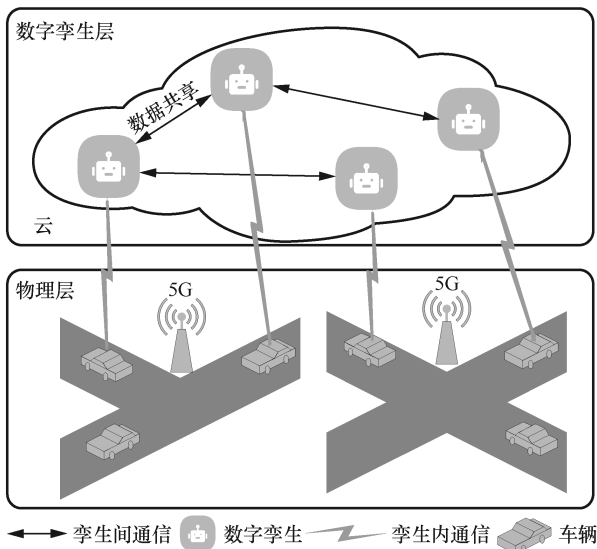 数字孪生层
数据共享
云
物理层
5G
5G
孪生间通信
数字孪生
孪生内通信
车辆